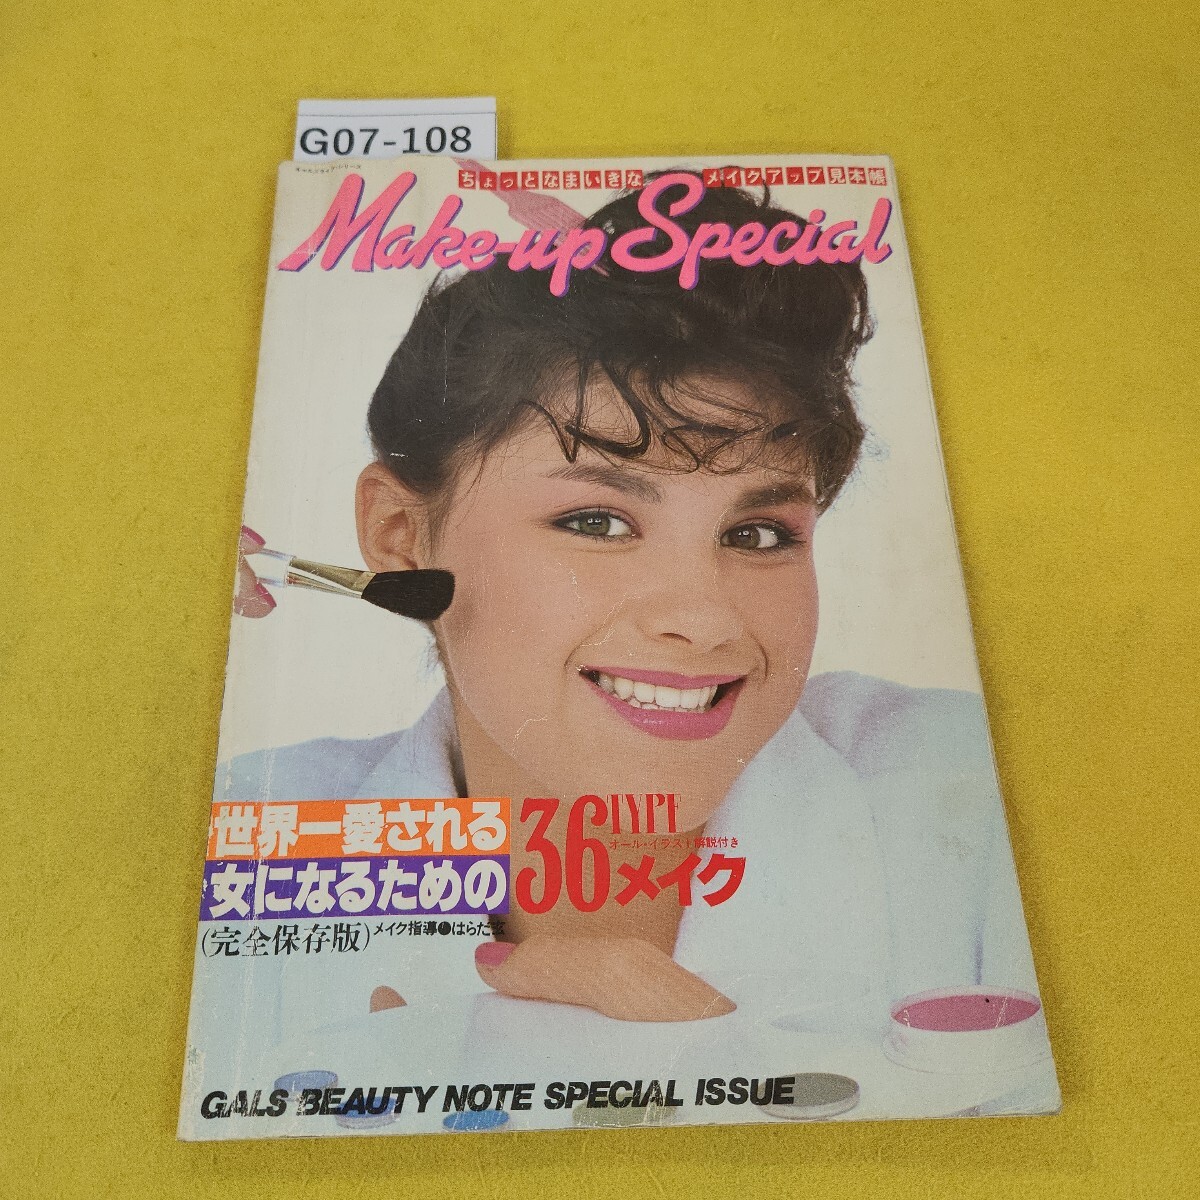 G07-108
ちょっとなまいきな メイクアップ見本帳
Make-up Special
世界一愛される
女になるための
36 TYPE
オール・イラスト解説付き
メイク
(完全保存版)
メイク指導●はらだ玄
GALS BEAUTY NOTE SPECIAL ISSUE